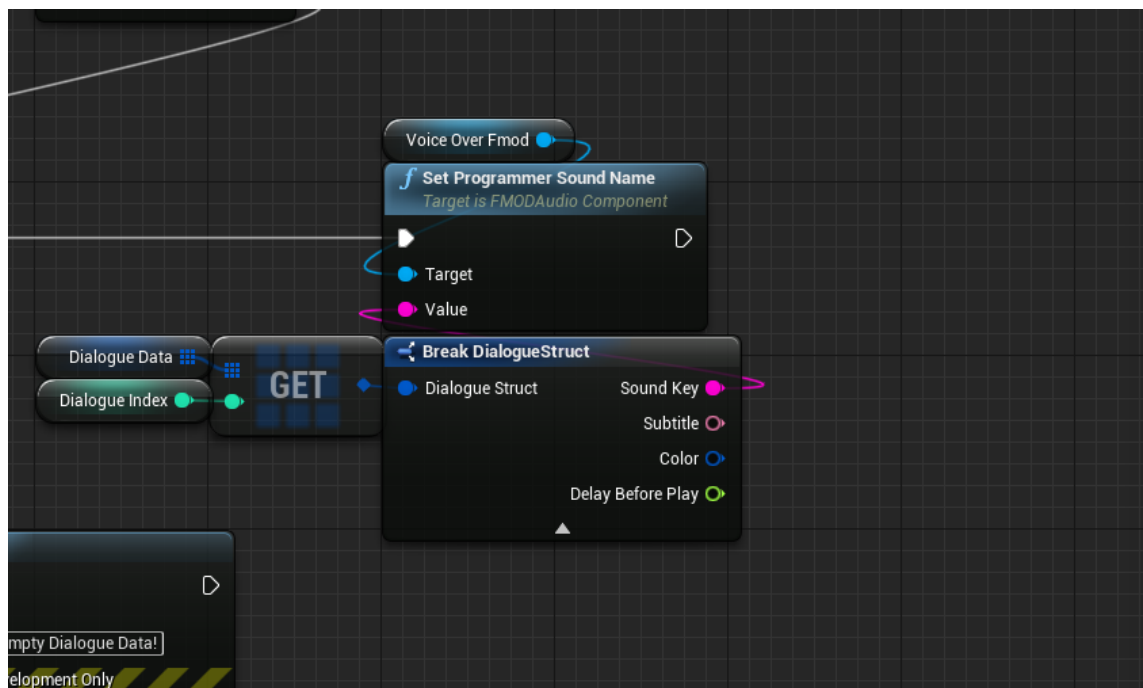 Voice Over Fmod
f Set Programmer Sound Name
Target is FMODAudio Component
Target
Value
Dialogue Data
Dialogue Index
GET
Break DialogueStruct
Dialogue Struct
Sound Key
Subtitle
Color
Delay Before Play
mpty Dialogue Data!
elopment Only